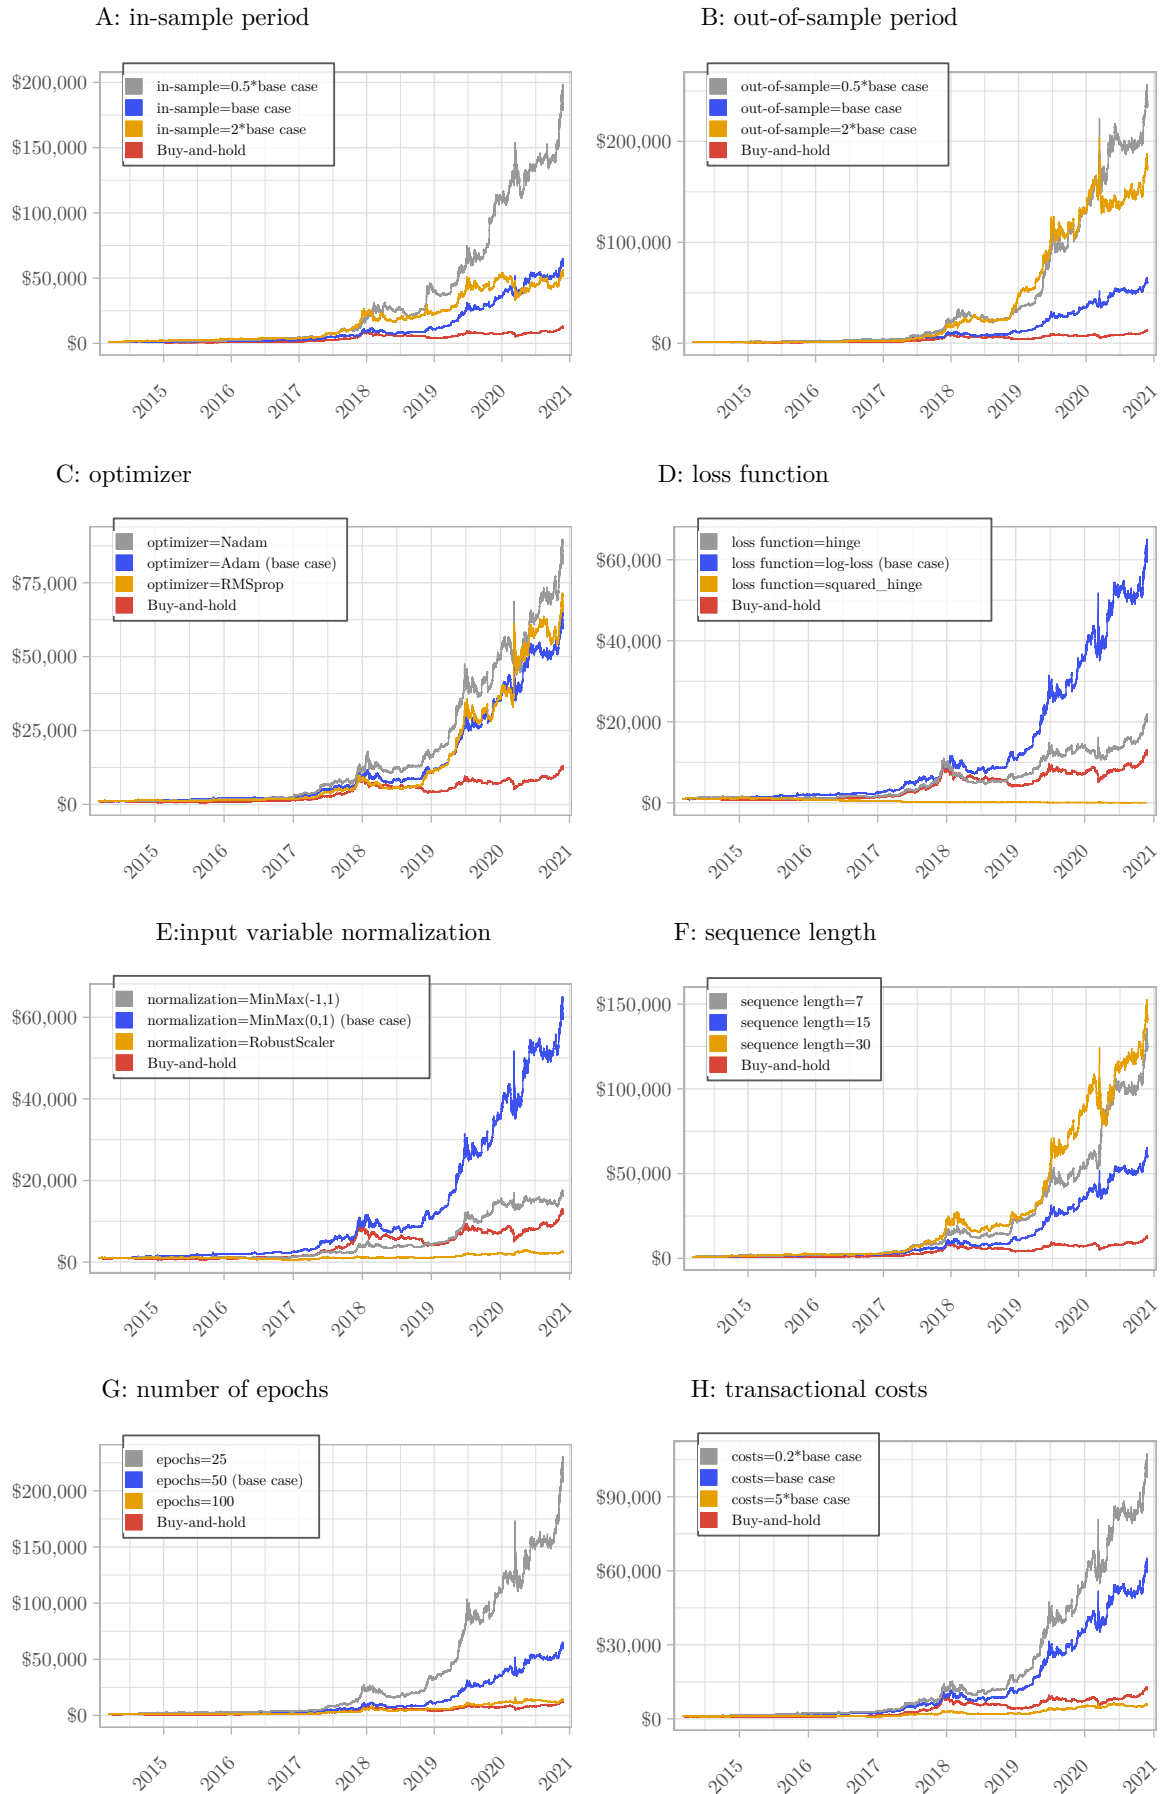 A: in-sample period
in-sample=0.5*base case
in-sample=base case
in-sample=2*base case
Buy-and-hold
$200,000
$150,000
$100,000
$50,000
$0
2015
2016
2017
2018
2019
2020
2021
B: out-of-sample period
out-of-sample=0.5*base case
out-of-sample=base case
out-of-sample=2*base case
Buy-and-hold
$200,000
$100,000
$0
2015
2016
2017
2018
2019
2020
2021
C: optimizer
optimizer=Nadam
optimizer=Adam (base case)
optimizer=RMSprop
Buy-and-hold
$75,000
$50,000
$25,000
$0
2015
2016
2017
2018
2019
2020
2021
D: loss function
loss function=hinge
loss function=log-loss (base case)
loss function=squared_hinge
Buy-and-hold
$60,000
$40,000
$20,000
$0
2015
2016
2017
2018
2019
2020
2021
E:input variable normalization
normalization=MinMax(-1,1)
normalization=MinMax(0,1) (base case)
normalization=RobustScaler
Buy-and-hold
$60,000
$40,000
$20,000
$0
2015
2016
2017
2018
2019
2020
2021
F: sequence length
sequence length=7
sequence length=15
sequence length=30
Buy-and-hold
$150,000
$100,000
$50,000
$0
2015
2016
2017
2018
2019
2020
2021
G: number of epochs
epochs=25
epochs=50 (base case)
epochs=100
Buy-and-hold
$200,000
$150,000
$100,000
$50,000
$0
2015
2016
2017
2018
2019
2020
2021
H: transactional costs
costs=0.2*base case
costs=base case
costs=5*base case
Buy-and-hold
$90,000
$60,000
$30,000
$0
2015
2016
2017
2018
2019
2020
2021